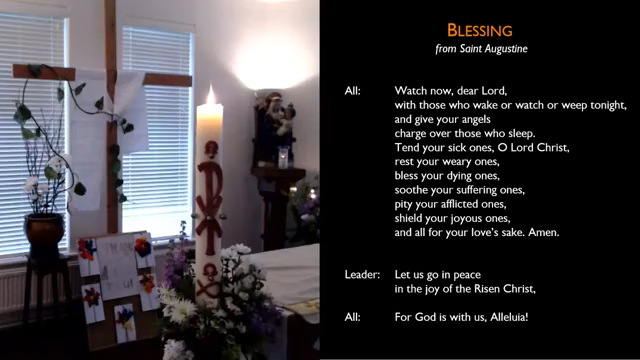 BLESSING
from Saint Augustine
All: Watch now, dear Lord,
with those who wake or watch or weep tonight,
and give your angels
charge over those who sleep.
Tend your sick ones, O Lord Christ,
rest your weary ones,
bless your dying ones,
soothe your suffering ones,
pity your afflicted ones,
shield your joyous ones,
and all for your love's sake. Amen.
Leader: Let us go in peace
in the joy of the Risen Christ,
All: For God is with us, Alleluia!